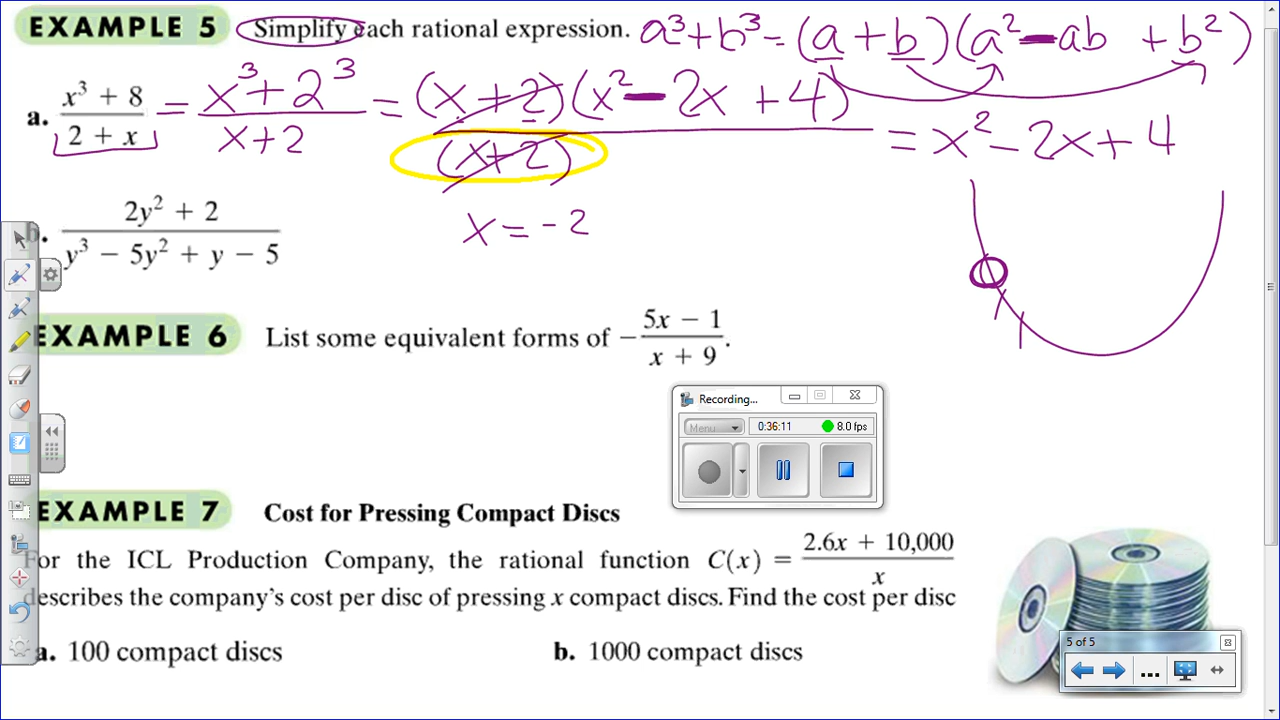 EXAMPLE 5 Simplify each rational expression. a³+b³=(a+b)(a²-ab+b²)
a. x³ + 8 / 2 + x = x³+2³ / x+2 = (x+2)(x²-2x+4) / (x+2) = x²-2x+4
x=-2
b. 2y² + 2 / y³ − 5y² + y − 5
EXAMPLE 6 List some equivalent forms of − 5x − 1 / x + 9.
Recording...
Menu 0:36:11 8.0 fps
EXAMPLE 7 Cost for Pressing Compact Discs
For the ICL Production Company, the rational function C(x) = 2.6x + 10,000 / x
describes the company's cost per disc of pressing x compact discs. Find the cost per disc
a. 100 compact discs b. 1000 compact discs
5 of 5